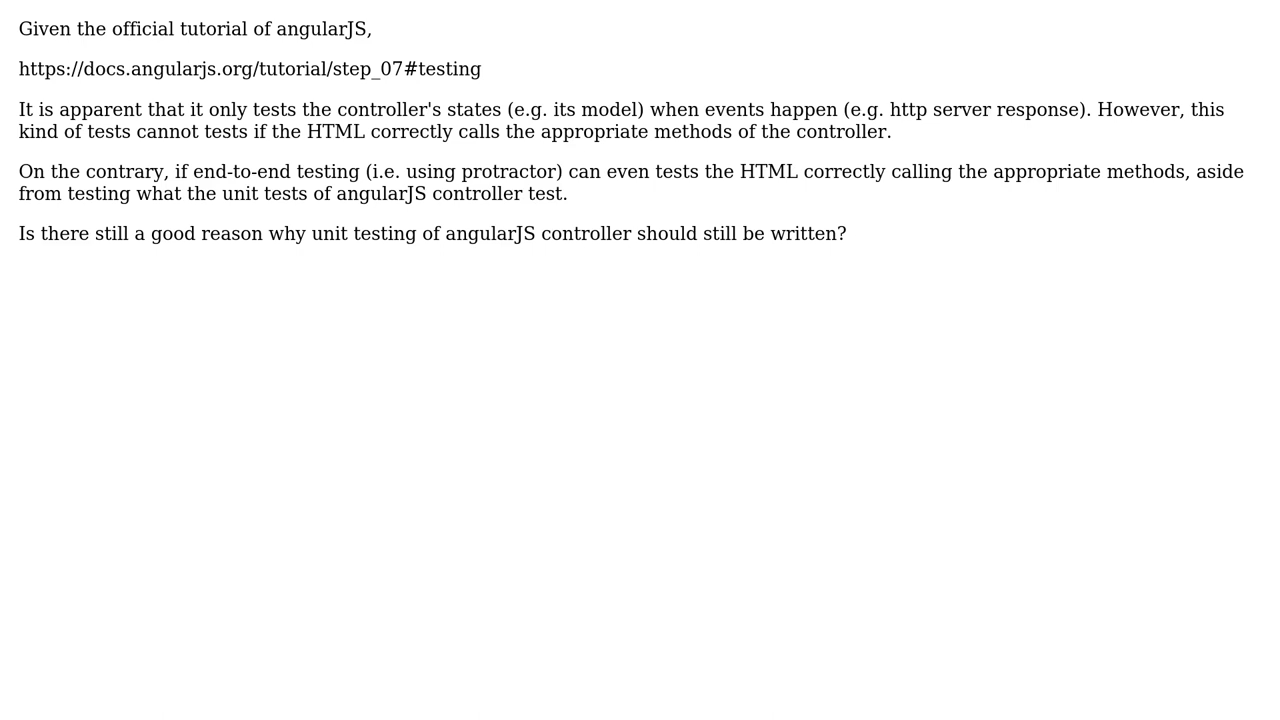 Given the official tutorial of angularJS,
https://docs.angularjs.org/tutorial/step_07#testing
It is apparent that it only tests the controller's states (e.g. its model) when events happen (e.g. http server response). However, this
kind of tests cannot tests if the HTML correctly calls the appropriate methods of the controller.
On the contrary, if end-to-end testing (i.e. using protractor) can even tests the HTML correctly calling the appropriate methods, aside
from testing what the unit tests of angularJS controller test.
Is there still a good reason why unit testing of angularJS controller should still be written?